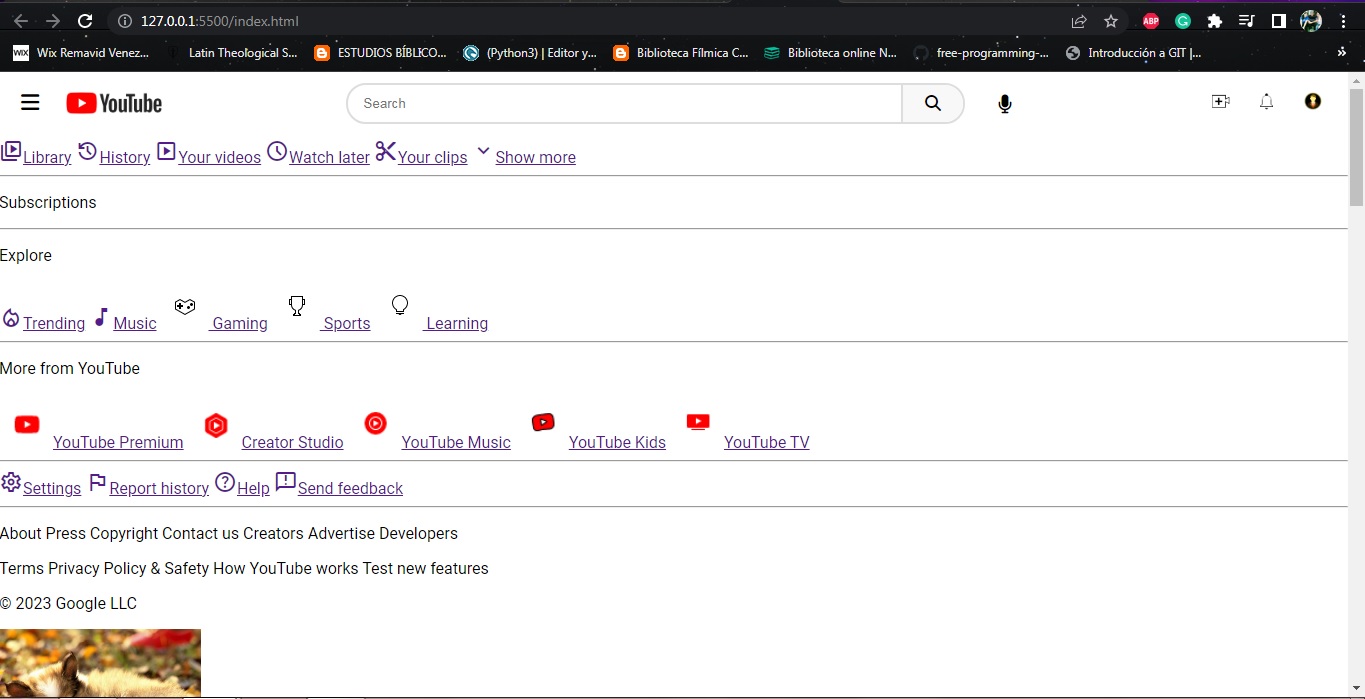 127.0.0.1:5500/index.html
ABP
WIX Wix Remavid Venez... Latin Theological S... ESTUDIOS BÍBLICO... (Python3) | Editor y... Biblioteca Fílmica C... Biblioteca online N... free-programming-... Introducción a GIT |... »
YouTube Search
Library History Your videos Watch later Your clips Show more
Subscriptions
Explore
Trending Music Gaming Sports Learning
More from YouTube
YouTube Premium Creator Studio YouTube Music YouTube Kids YouTube TV
Settings Report history Help Send feedback
About Press Copyright Contact us Creators Advertise Developers
Terms Privacy Policy & Safety How YouTube works Test new features
© 2023 Google LLC